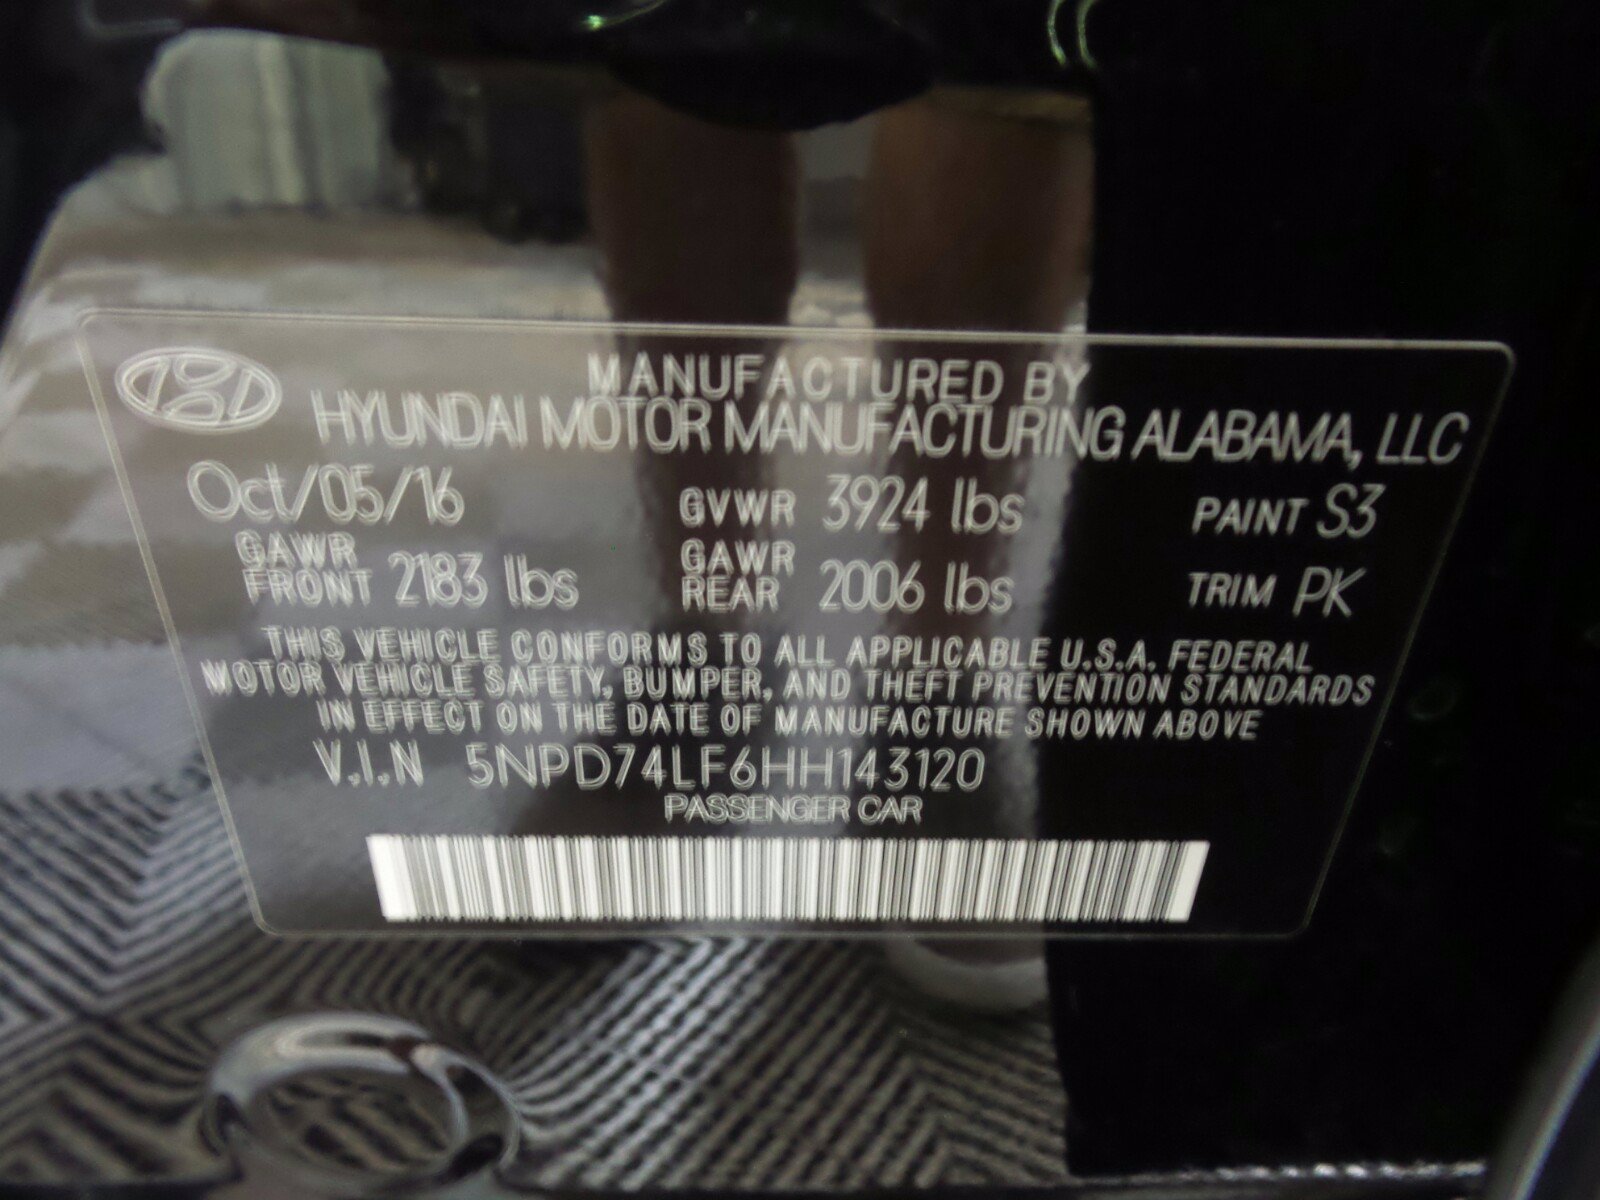 MANUFACTURED BY
HYUNDAI MOTOR MANUFACTURING ALABAMA, LLC
Oct/05/16 GVWR 3924 lbs PAINT S3
GAWR FRONT 2183 lbs GAWR REAR 2006 lbs TRIM PK
THIS VEHICLE CONFORMS TO ALL APPLICABLE U.S.A. FEDERAL
MOTOR VEHICLE SAFETY, BUMPER, AND THEFT PREVENTION STANDARDS
IN EFFECT ON THE DATE OF MANUFACTURE SHOWN ABOVE
V.I.N 5NPD74LF6HH143120
PASSENGER CAR